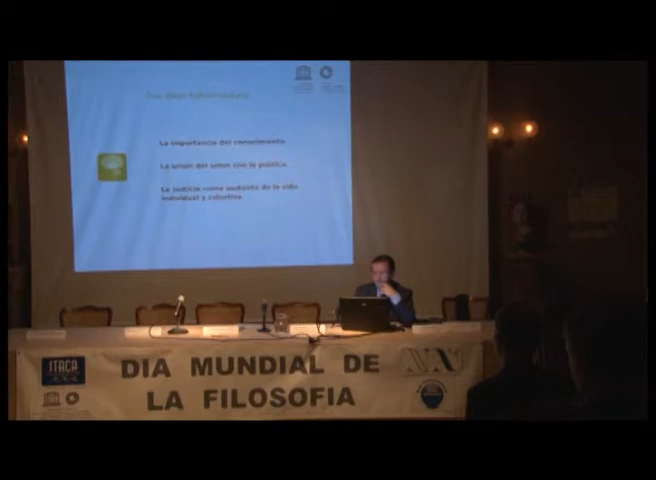 La importancia del conocimiento
La unión del saber con la política.
La justicia como sustento de la vida
individual y colectiva
ITACA
DIA MUNDIAL DE
LA FILOSOFIA